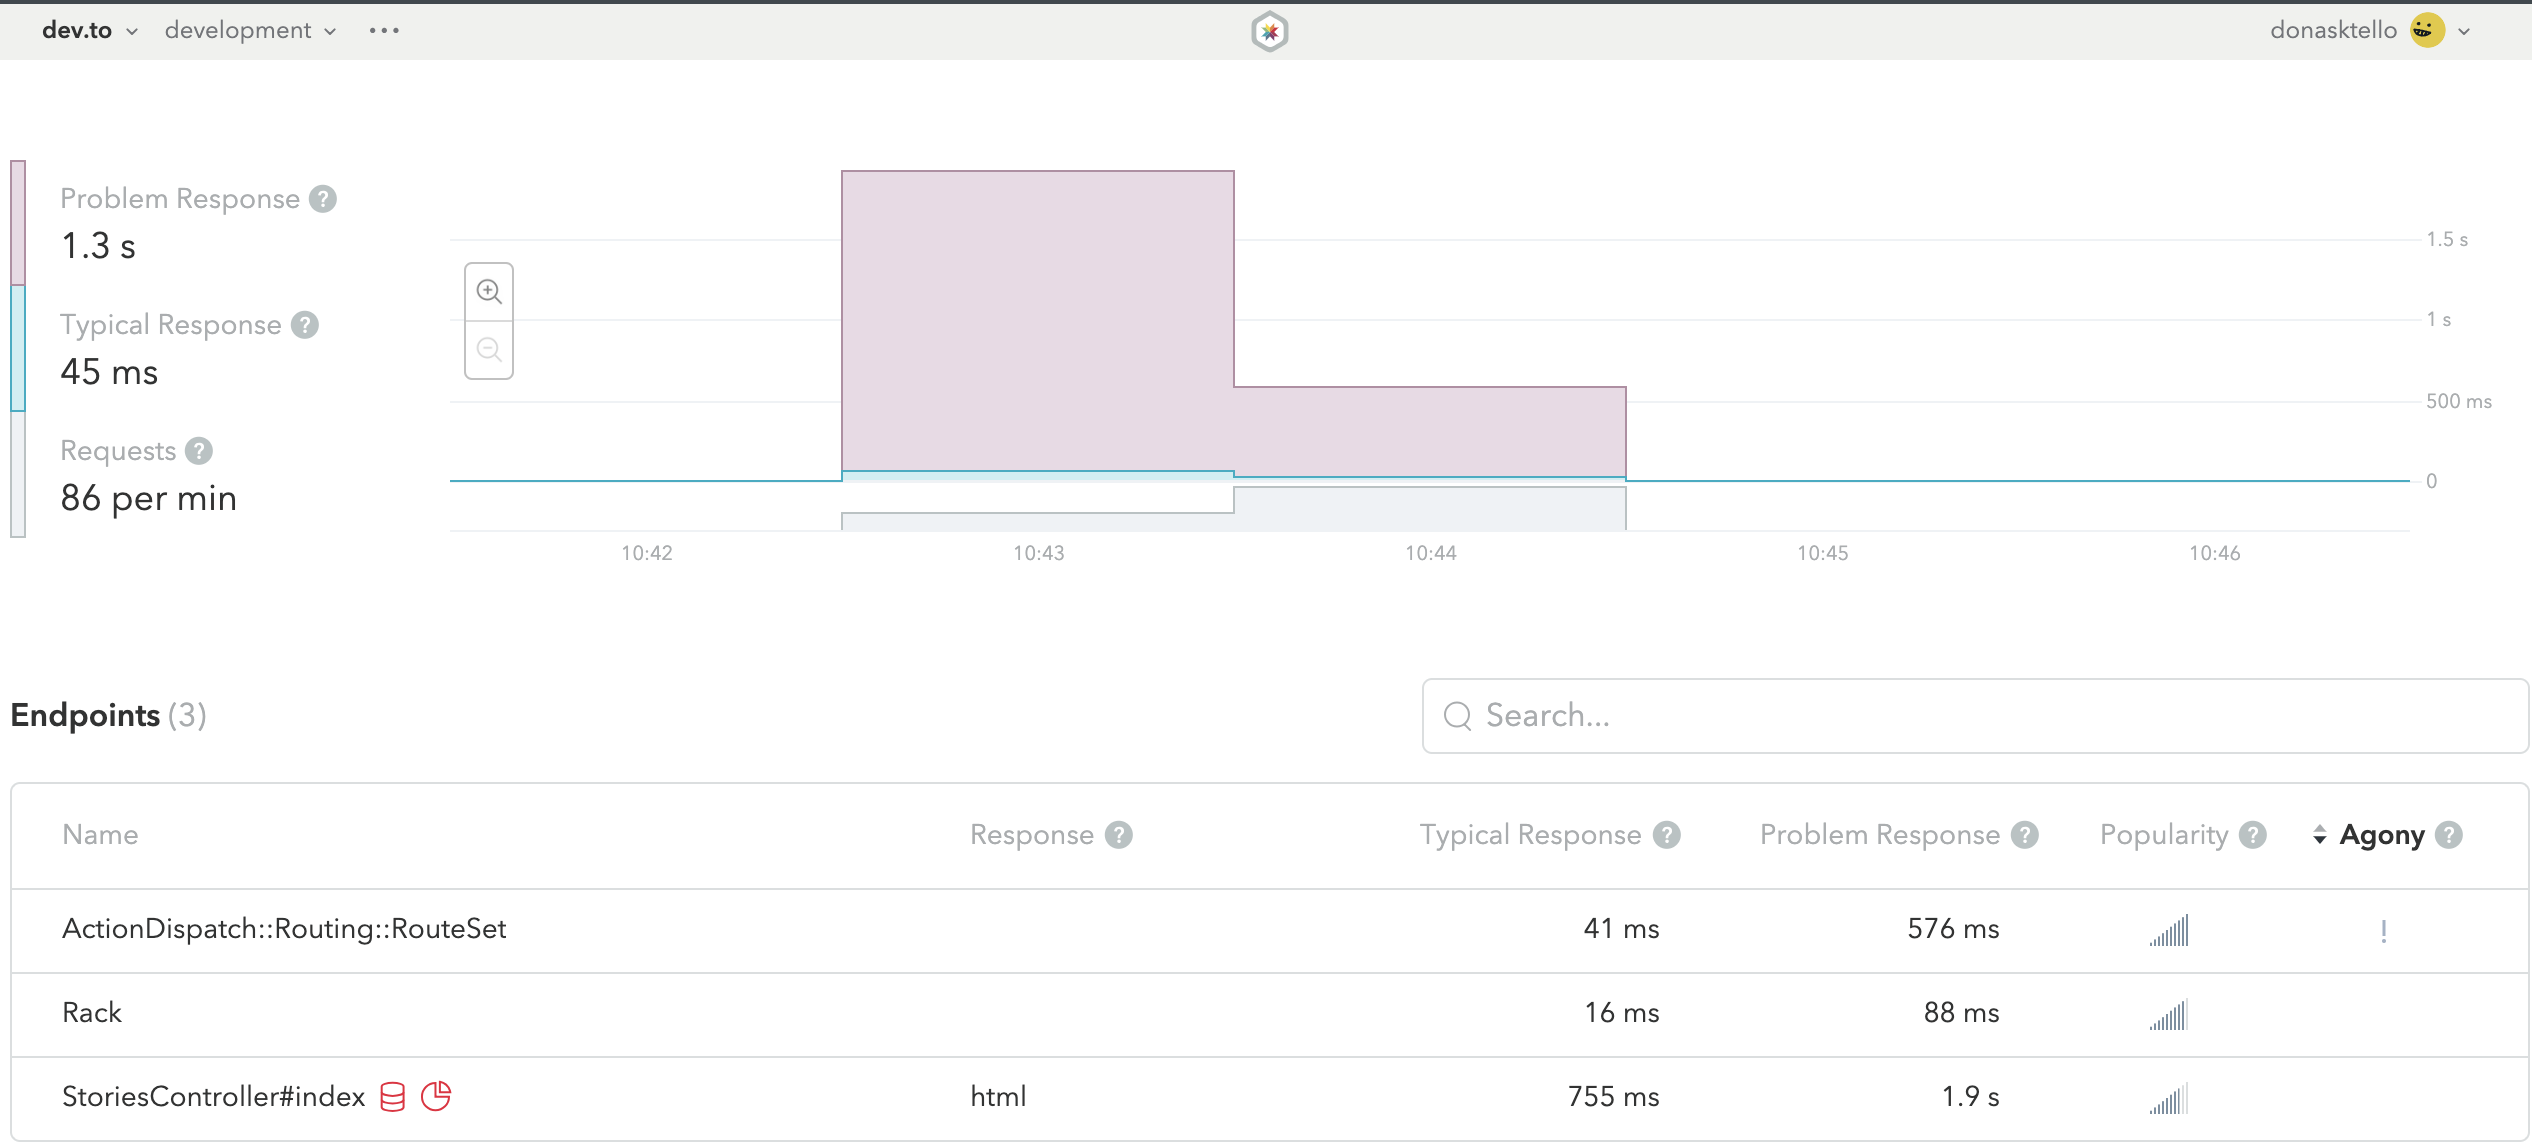 dev.to development ••• donasktello
Problem Response ?
1.3 s
Typical Response ?
45 ms
Requests ?
86 per min
1.5 s
1 s
500 ms
0
10:42 10:43 10:44 10:45 10:46
Endpoints (3) Search...
Name Response ? Typical Response ? Problem Response ? Popularity ? Agony ?
ActionDispatch::Routing::RouteSet 41 ms 576 ms !
Rack 16 ms 88 ms
StoriesController#index html 755 ms 1.9 s